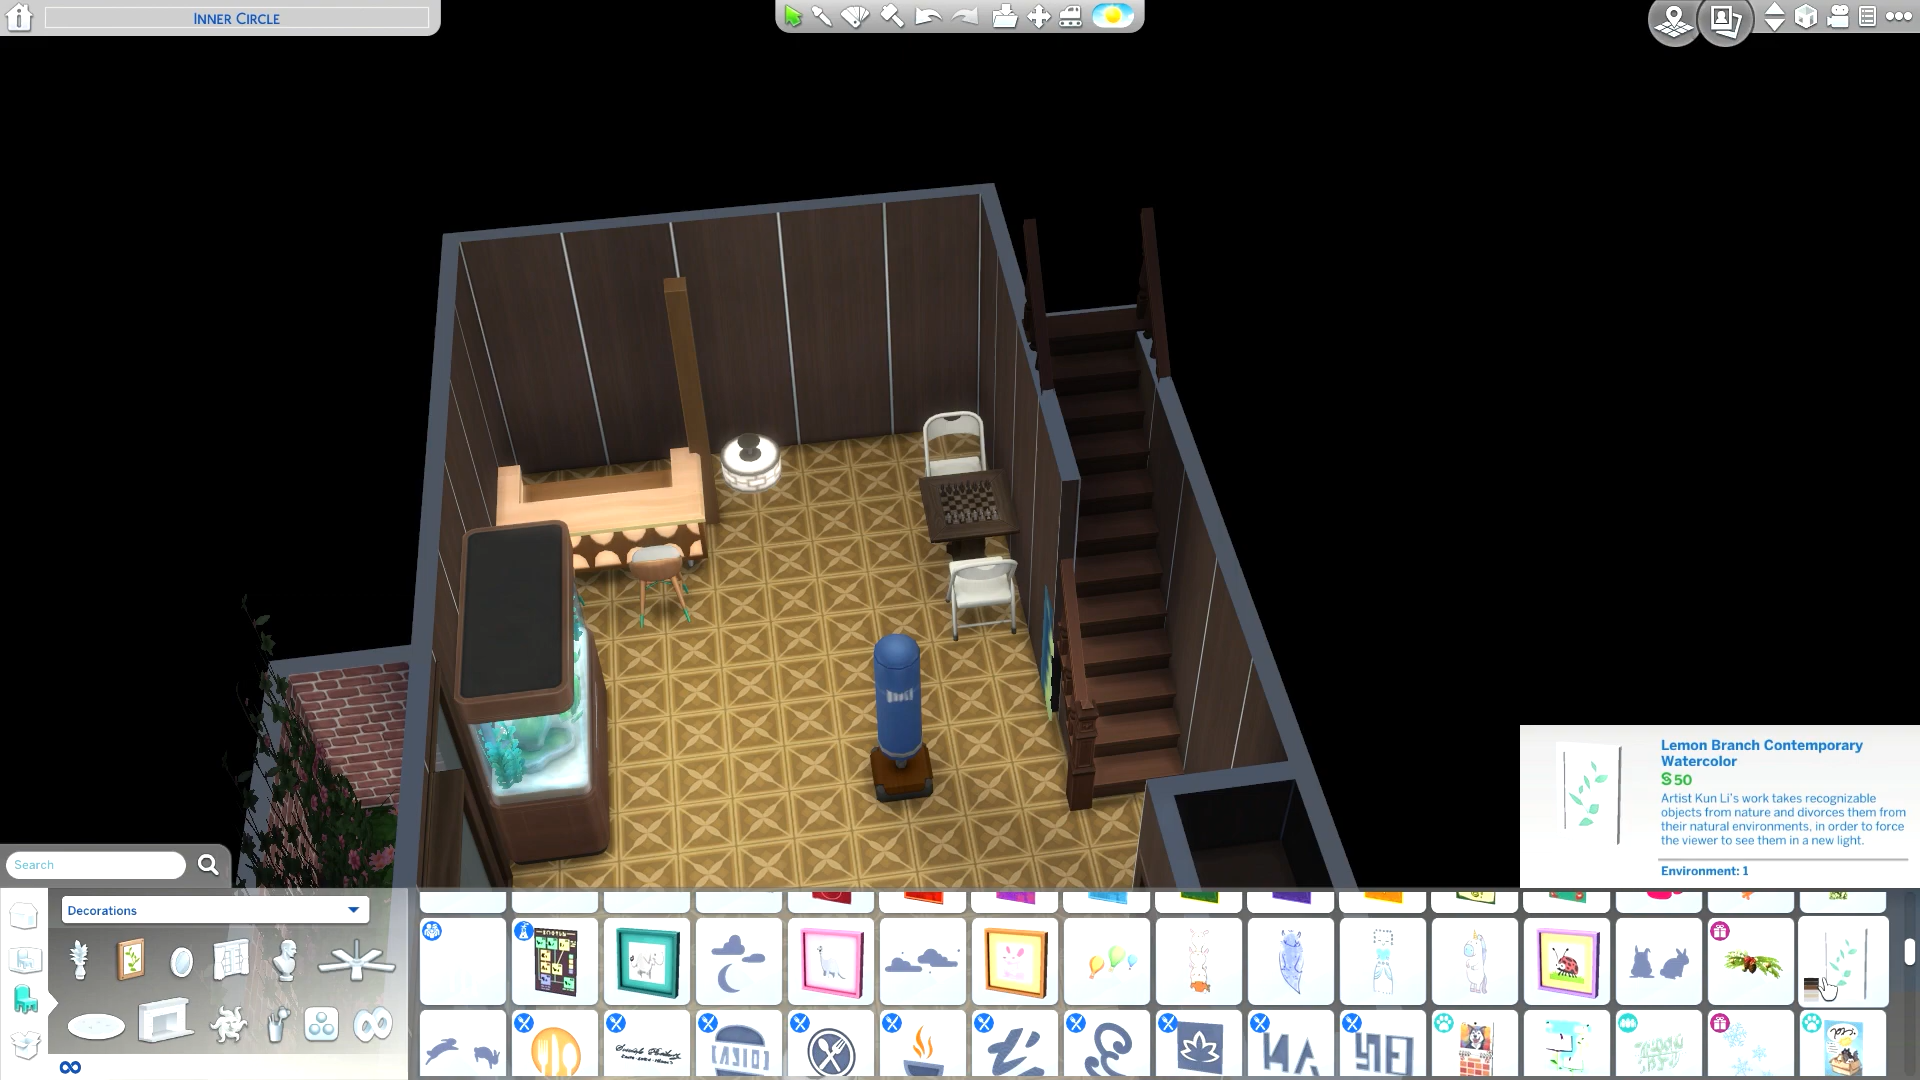 INNER CIRCLE
Lemon Branch Contemporary
Watercolor
§50
Artist Kun Li's work takes recognizable
objects from nature and divorces them from
their natural environments, in order to force
the viewer to see them in a new light.
Environment: 1
Search
Decorations